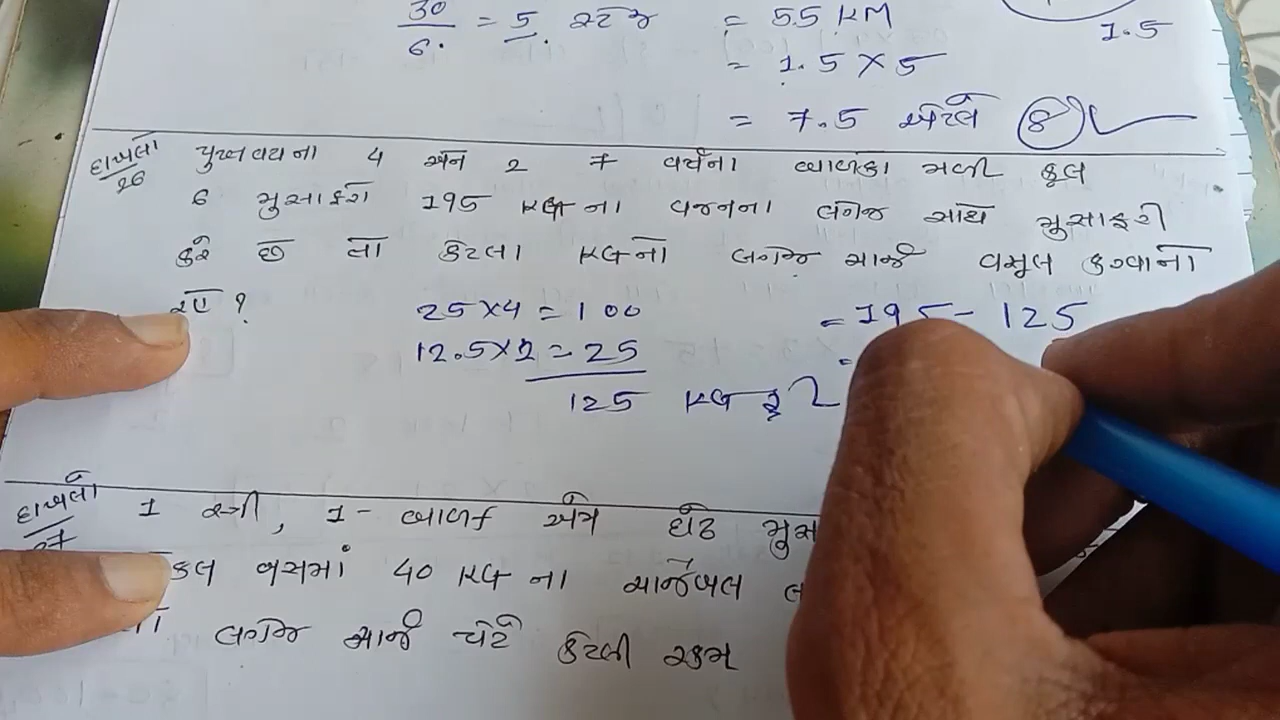 30/6. = 5. સ્ટેજ = 55 KM 1.5
= 1.5 × 5
= 7.5 એટલે 8
દાખલો 26 પુખ્તવયના 4 અને 2 7 વર્ષના બાળકો મળી કુલ
6 મુસાફરો 195 KG ના વજનના લગેજ સાથે મુસાફરી
કરે છે તો કેટલા KG નો લગેજ ચાર્જ વસૂલ કરવાનો
રહે ?
25×4 = 100 = 195 - 125
12.5×2 = 25 =
125 KG ફ્રી
દાખલો 27 1 સ્ત્રી, 1 - બાળક
કુલ બસમાં 40 KG ના ચાર્જેબલ
લગેજ ચાર્જ પેટે કેટલી રકમ